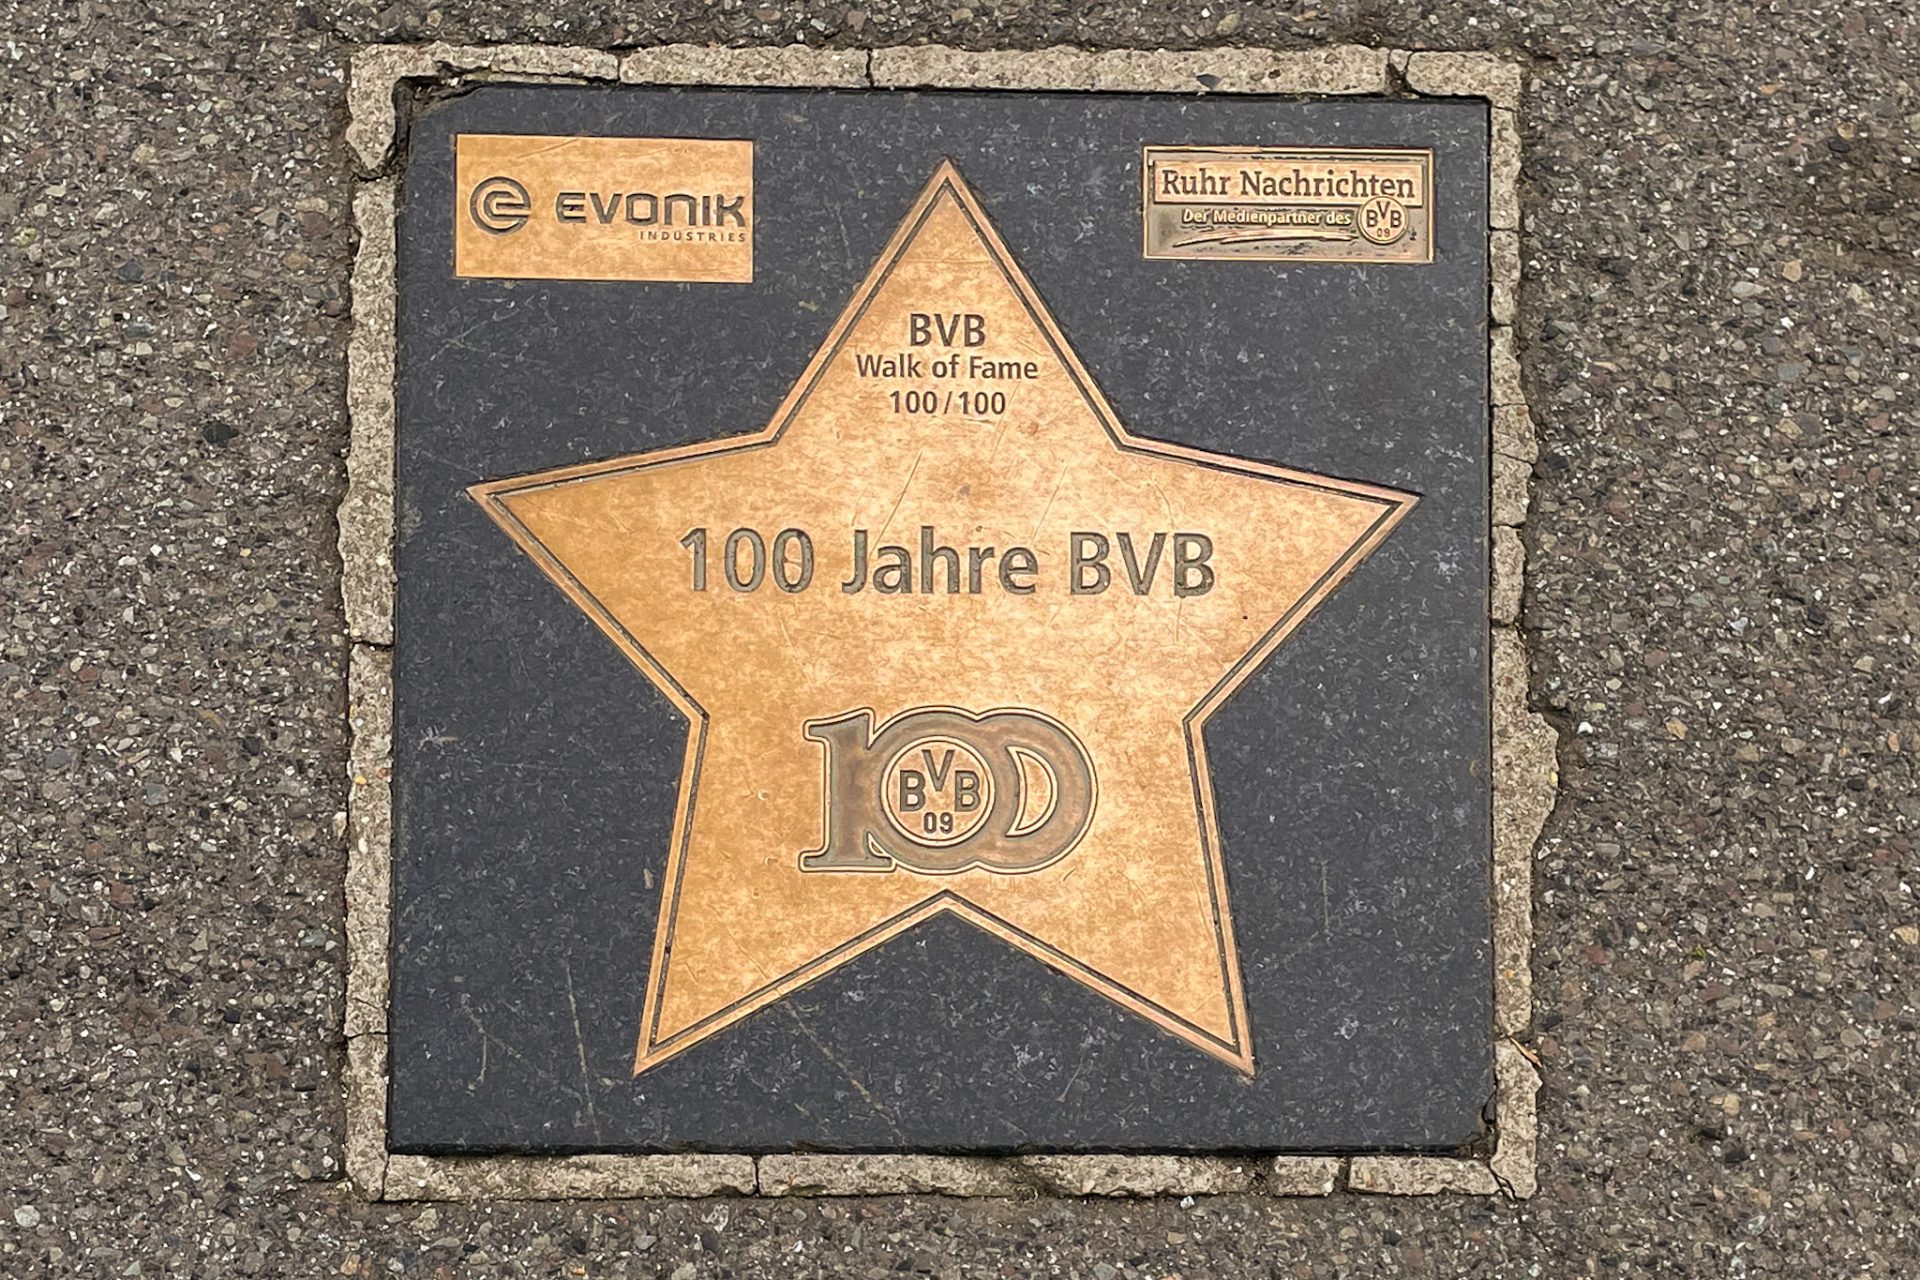 EVONIK
INDUSTRIES
Ruhr Nachrichten
Der Medienpartner des BVB 09
BVB
Walk of Fame
100/100
100 Jahre BVB
100
BVB
09